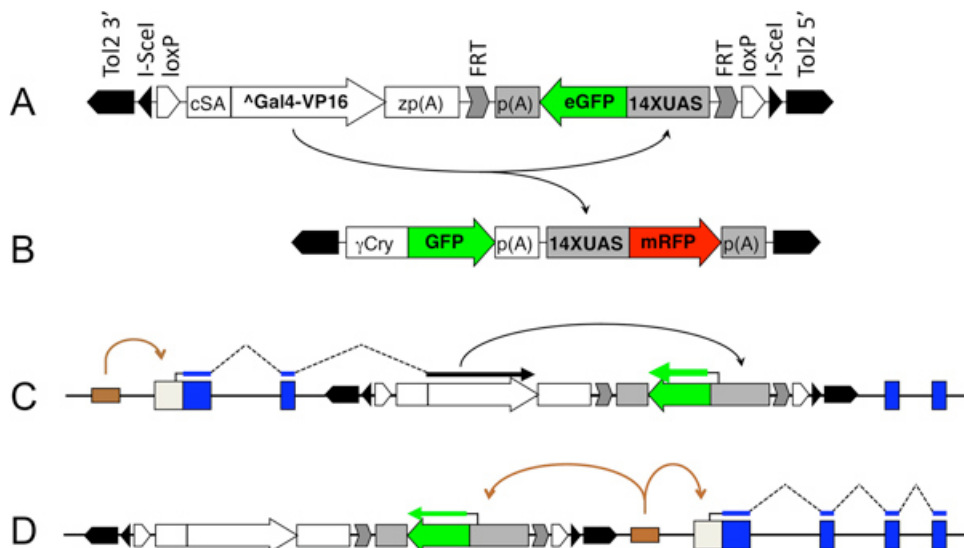 Tol2 3’ I-SceI loxP FRT FRT loxP I-SceI Tol2 5’
A cSA ^Gal4-VP16 zp(A) p(A) eGFP 14XUAS
B γCry GFP p(A) 14XUAS mRFP p(A)
C
D